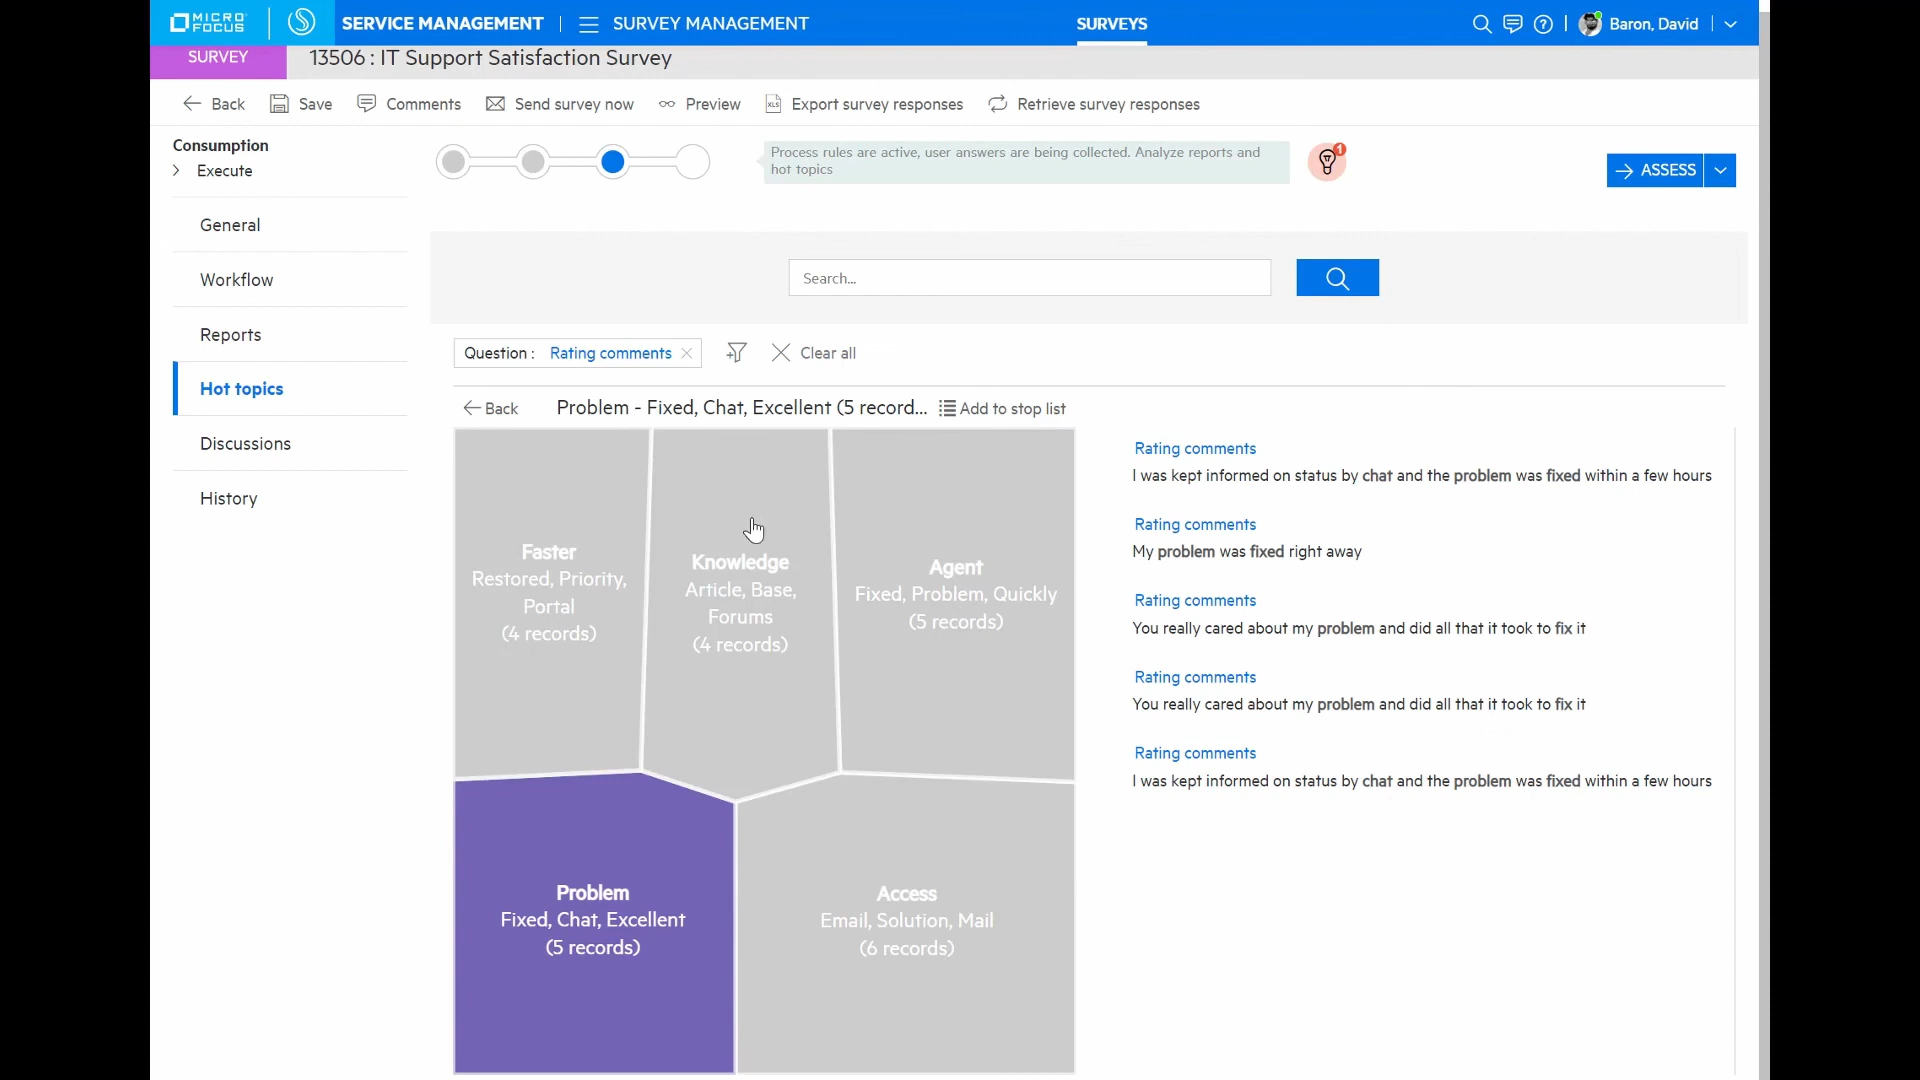 MICRO
FOCUS
SERVICE MANAGEMENT
SURVEY MANAGEMENT
SURVEYS
Baron, David
SURVEY
13506 : IT Support Satisfaction Survey
Back
Save
Comments
Send survey now
Preview
XLS
Export survey responses
Retrieve survey responses
Consumption
Execute
General
Workflow
Reports
Hot topics
Discussions
History
Process rules are active, user answers are being collected. Analyze reports and
hot topics
1
ASSESS
Search...
Question : Rating comments
Clear all
Back
Problem - Fixed, Chat, Excellent (5 record...
Add to stop list
Faster
Restored, Priority,
Portal
(4 records)
Knowledge
Article, Base,
Forums
(4 records)
Agent
Fixed, Problem, Quickly
(5 records)
Problem
Fixed, Chat, Excellent
(5 records)
Access
Email, Solution, Mail
(6 records)
Rating comments
I was kept informed on status by chat and the problem was fixed within a few hours
Rating comments
My problem was fixed right away
Rating comments
You really cared about my problem and did all that it took to fix it
Rating comments
You really cared about my problem and did all that it took to fix it
Rating comments
I was kept informed on status by chat and the problem was fixed within a few hours